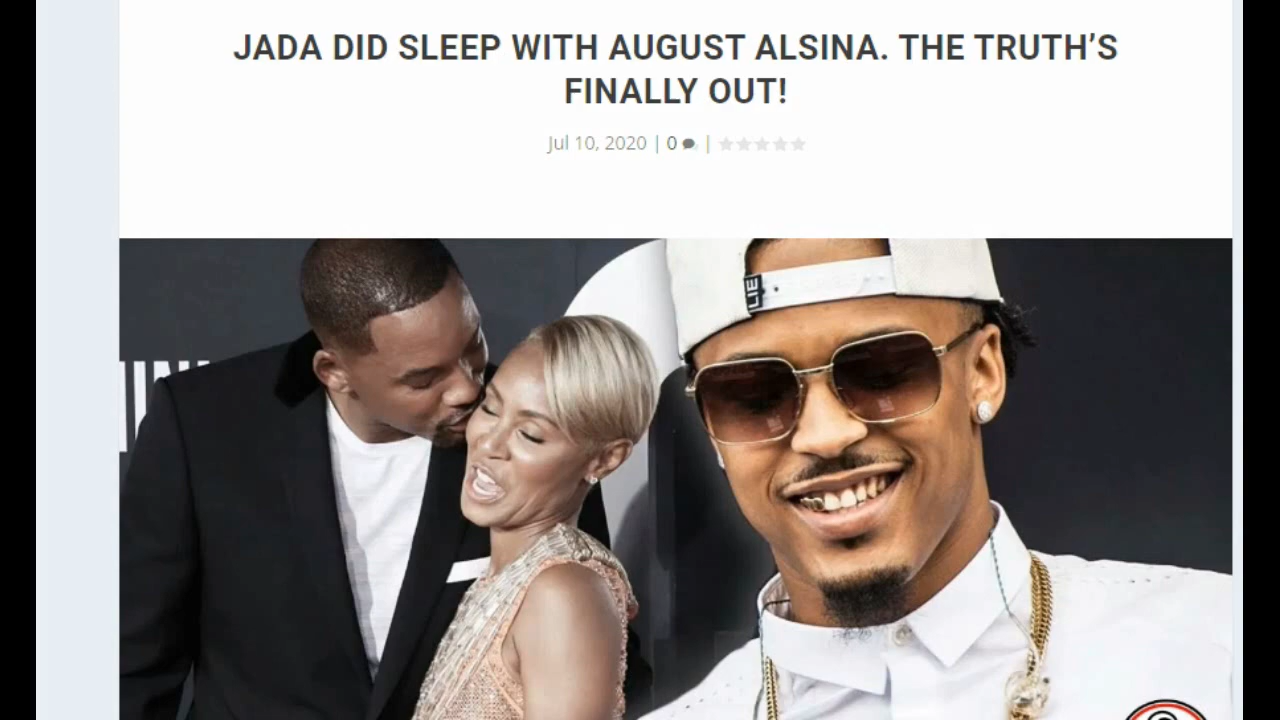 JADA DID SLEEP WITH AUGUST ALSINA. THE TRUTH’S
FINALLY OUT!
Jul 10, 2020 | 0 |
LIE